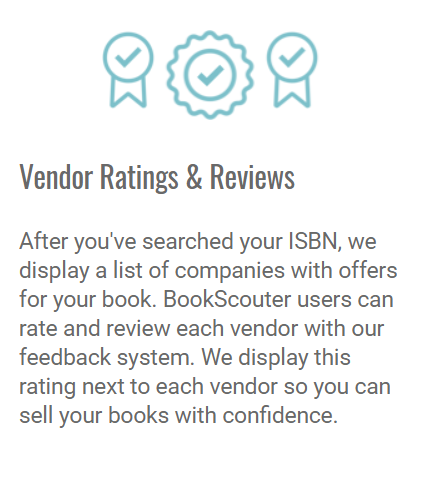 Vendor Ratings & Reviews
After you've searched your ISBN, we
display a list of companies with offers
for your book. BookScouter users can
rate and review each vendor with our
feedback system. We display this
rating next to each vendor so you can
sell your books with confidence.